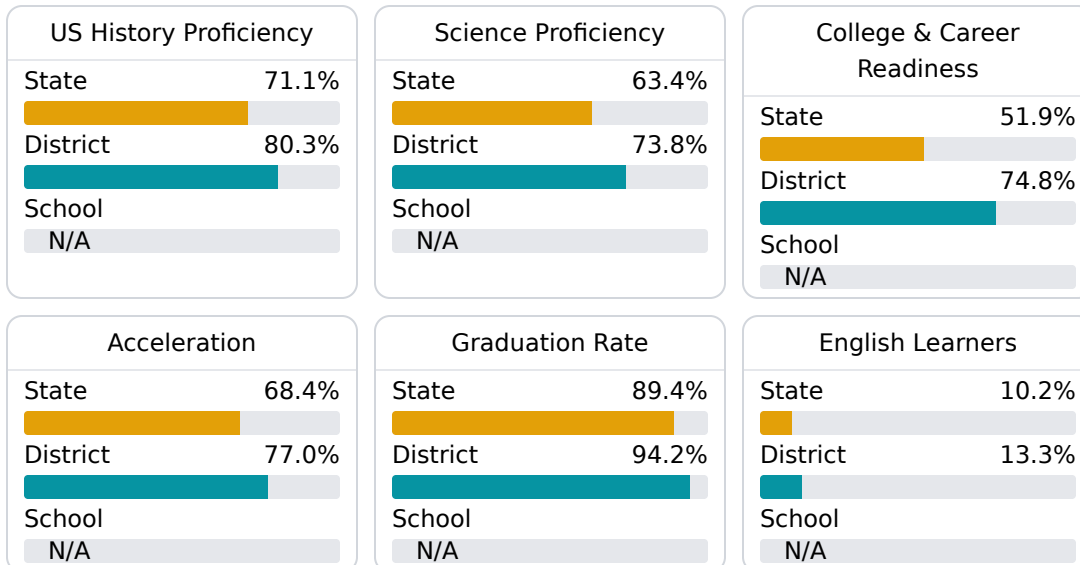 US History Proficiency
State 71.1%
District 80.3%
School
N/A
Science Proficiency
State 63.4%
District 73.8%
School
N/A
College & Career
Readiness
State 51.9%
District 74.8%
School
N/A
Acceleration
State 68.4%
District 77.0%
School
N/A
Graduation Rate
State 89.4%
District 94.2%
School
N/A
English Learners
State 10.2%
District 13.3%
School
N/A